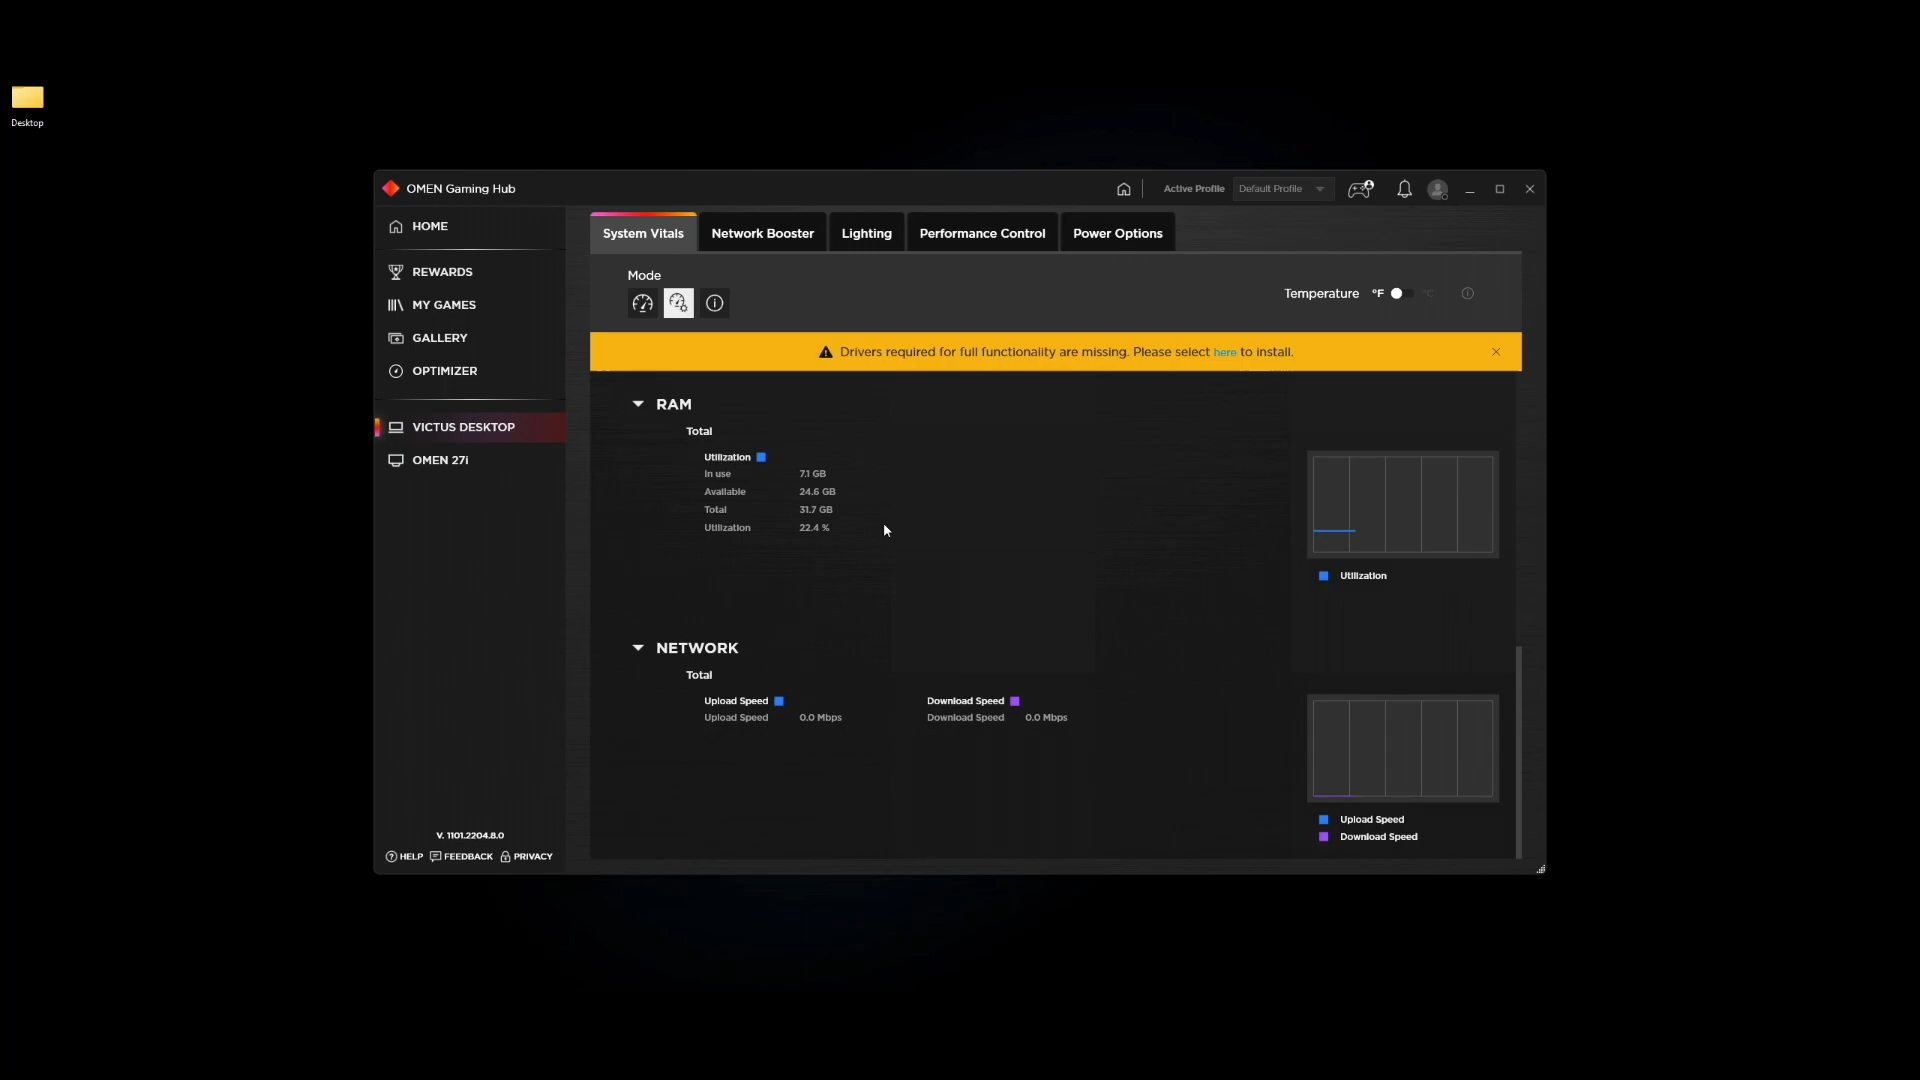 Desktop
OMEN Gaming Hub
Active Profile
Default Profile
HOME
REWARDS
MY GAMES
GALLERY
OPTIMIZER
VICTUS DESKTOP
OMEN 27i
V. 1101.2204.8.0
HELP FEEDBACK PRIVACY
System Vitals
Network Booster
Lighting
Performance Control
Power Options
Mode
Temperature °F °C
Drivers required for full functionality are missing. Please select here to install.
RAM
Total
Utilization
In use 7.1 GB
Available 24.6 GB
Total 31.7 GB
Utilization 22.4 %
Utilization
NETWORK
Total
Upload Speed
Upload Speed 0.0 Mbps
Download Speed
Download Speed 0.0 Mbps
Upload Speed
Download Speed